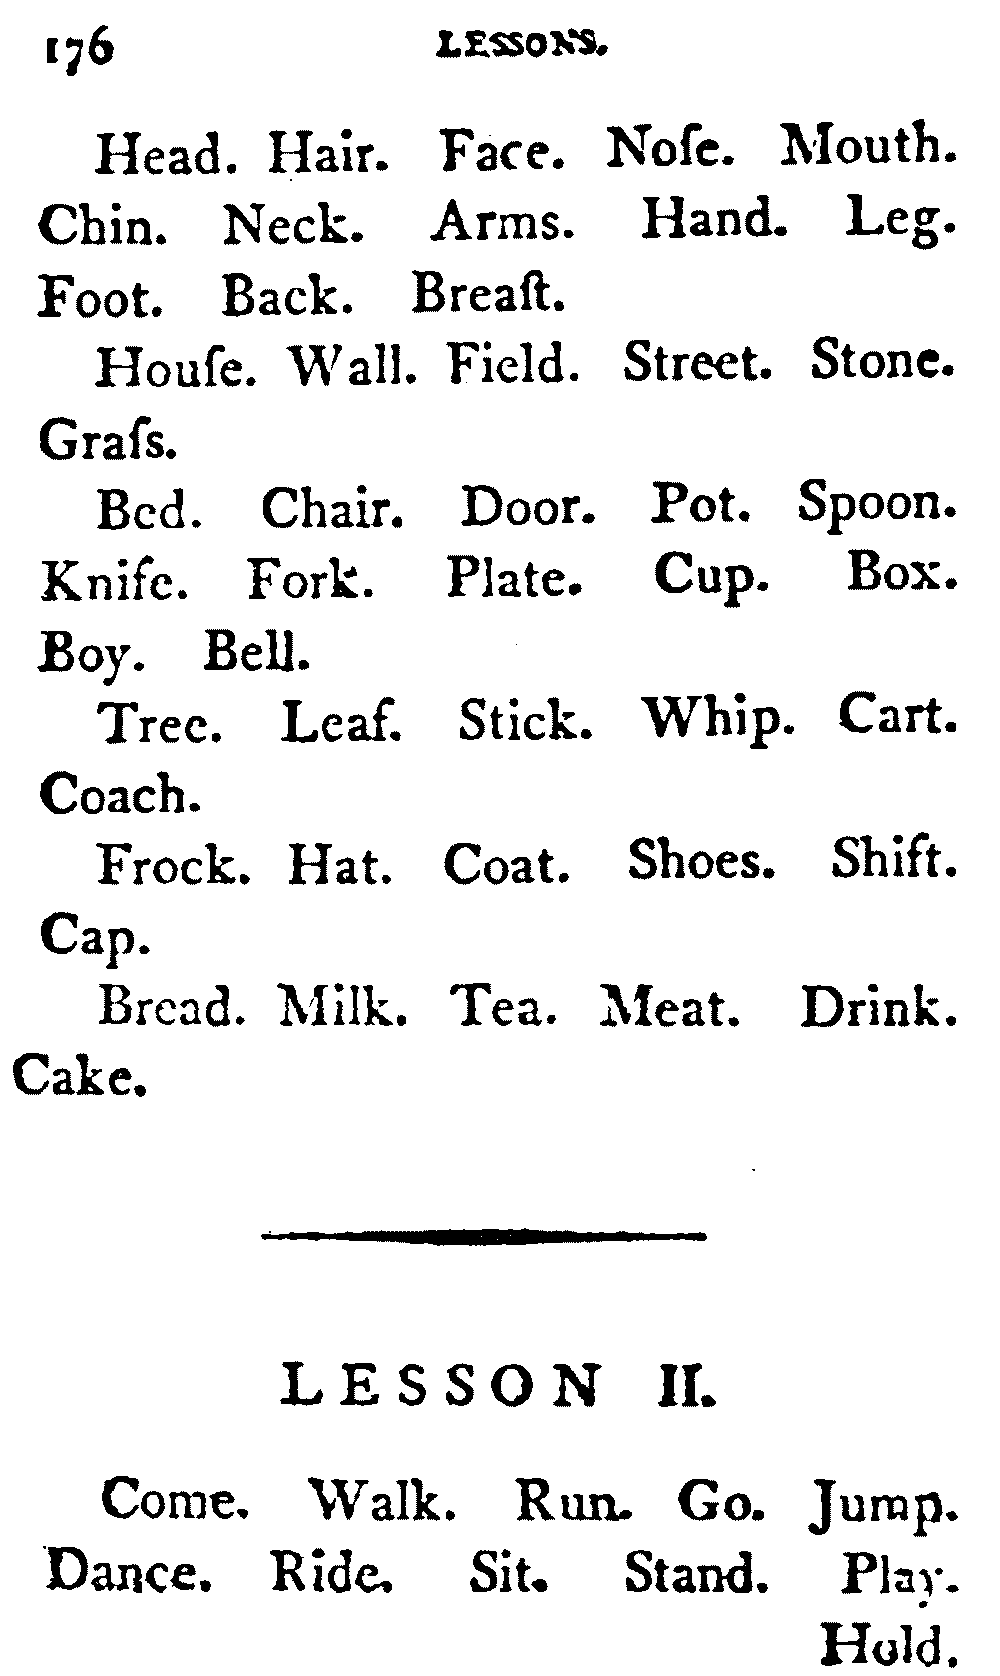 176 LESSONS.
Head. Hair. Face. Noſe. Mouth.
Chin. Neck. Arms. Hand. Leg.
Foot. Back. Breaſt.
Houſe. Wall. Field. Street. Stone.
Graſs.
Bed. Chair. Door. Pot. Spoon.
Knife. Fork. Plate. Cup. Box.
Boy. Bell.
Tree. Leaf. Stick. Whip. Cart.
Coach.
Frock. Hat. Coat. Shoes. Shift.
Cap.
Bread. Milk. Tea. Meat. Drink.
Cake.
LESSON II.
Come. Walk. Run. Go. Jump.
Dance. Ride. Sit. Stand. Play.
Hold.